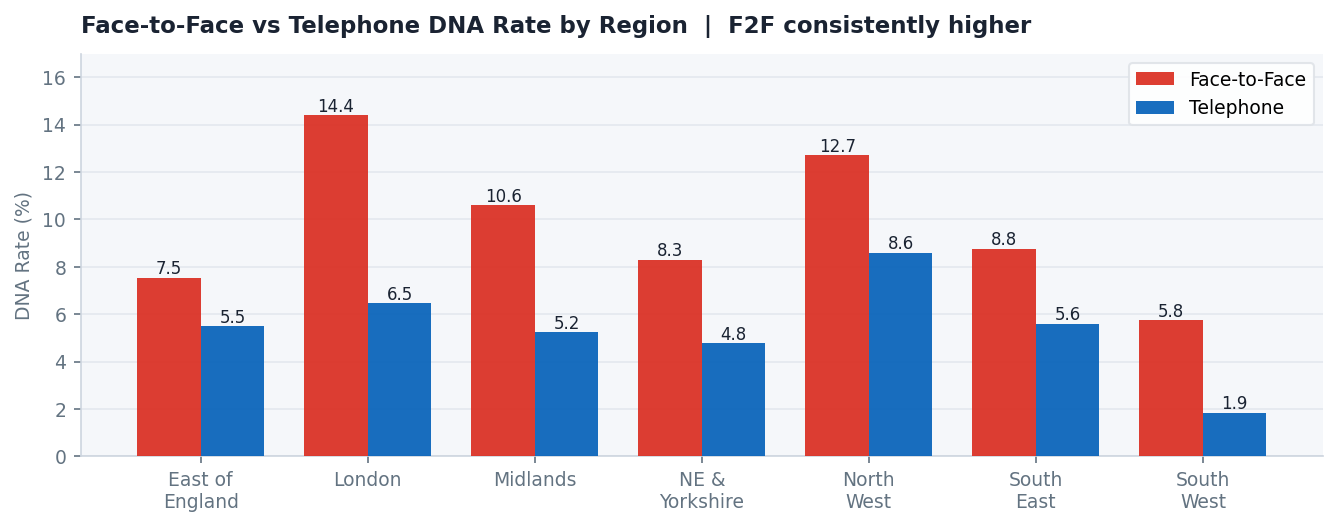 Face-to-Face vs Telephone DNA Rate by Region | F2F consistently higher
Face-to-Face
Telephone
DNA Rate (%)
16
14
12
10
8
6
4
2
0
7.5
5.5
14.4
6.5
10.6
5.2
8.3
4.8
12.7
8.6
8.8
5.6
5.8
1.9
East of
England
London
Midlands
NE &
Yorkshire
North
West
South
East
South
West